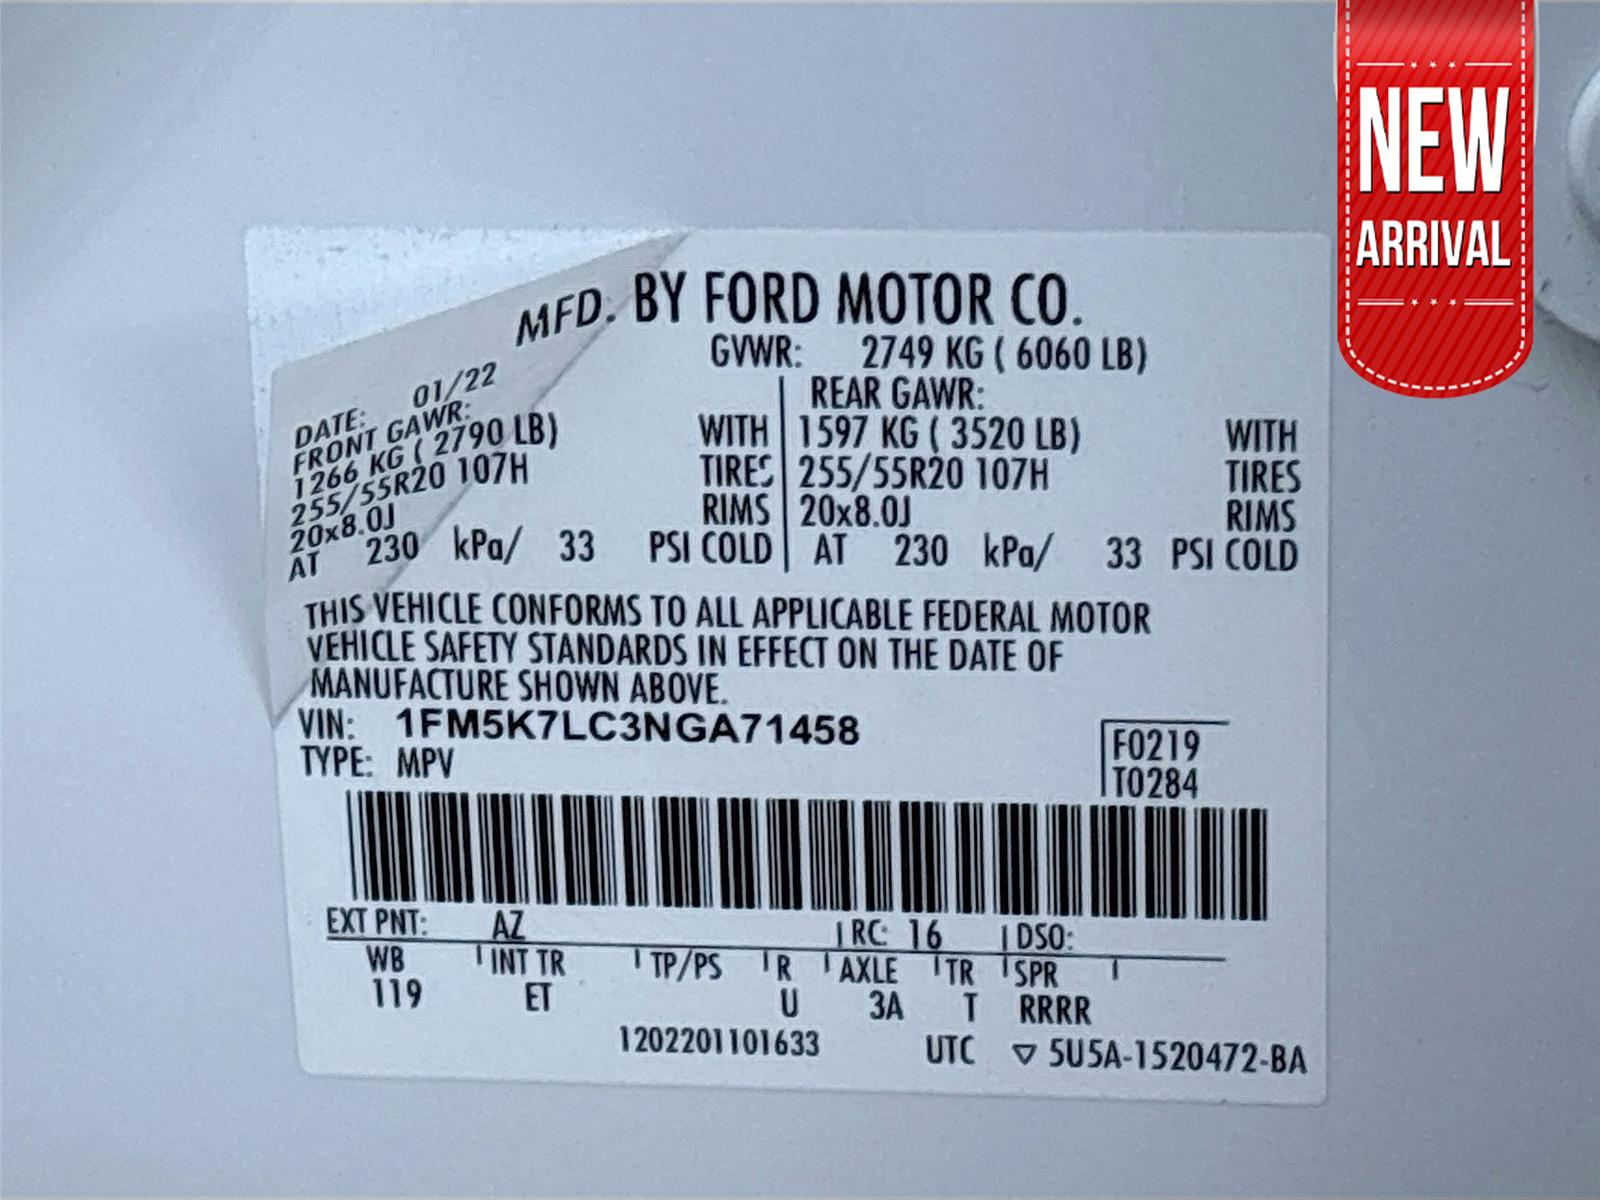 NEW
ARRIVAL
MFD. BY FORD MOTOR CO.
DATE: 01/22 GVWR: 2749 KG ( 6060 LB)
FRONT GAWR: REAR GAWR:
1266 KG ( 2790 LB) WITH 1597 KG ( 3520 LB) WITH
255/55R20 107H TIRES 255/55R20 107H TIRES
20x8.0J RIMS 20x8.0J RIMS
AT 230 kPa/ 33 PSI COLD AT 230 kPa/ 33 PSI COLD
THIS VEHICLE CONFORMS TO ALL APPLICABLE FEDERAL MOTOR
VEHICLE SAFETY STANDARDS IN EFFECT ON THE DATE OF
MANUFACTURE SHOWN ABOVE.
VIN: 1FM5K7LC3NGA71458
TYPE: MPV
F0219
T0284
EXT PNT: AZ RC: 16 DSO:
WB INT TR TP/PS R AXLE TR SPR
119 ET U 3A T RRRR
1202201101633 UTC ▽ 5U5A-1520472-BA